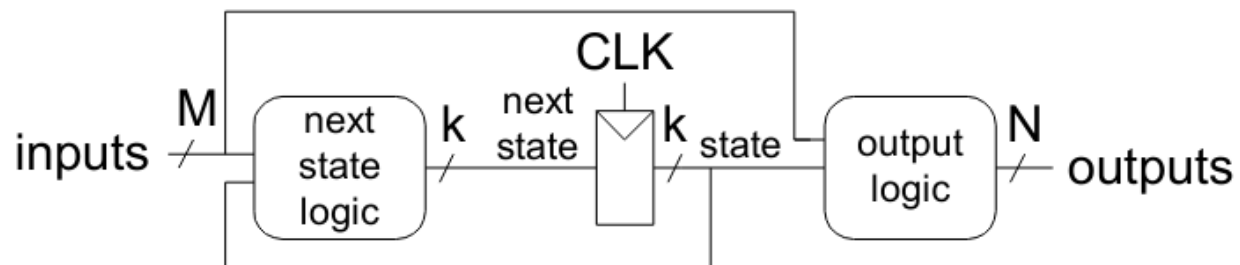 CLK
M
next
k
next
state
k
N
inputs
state
logic
state
output
logic
outputs